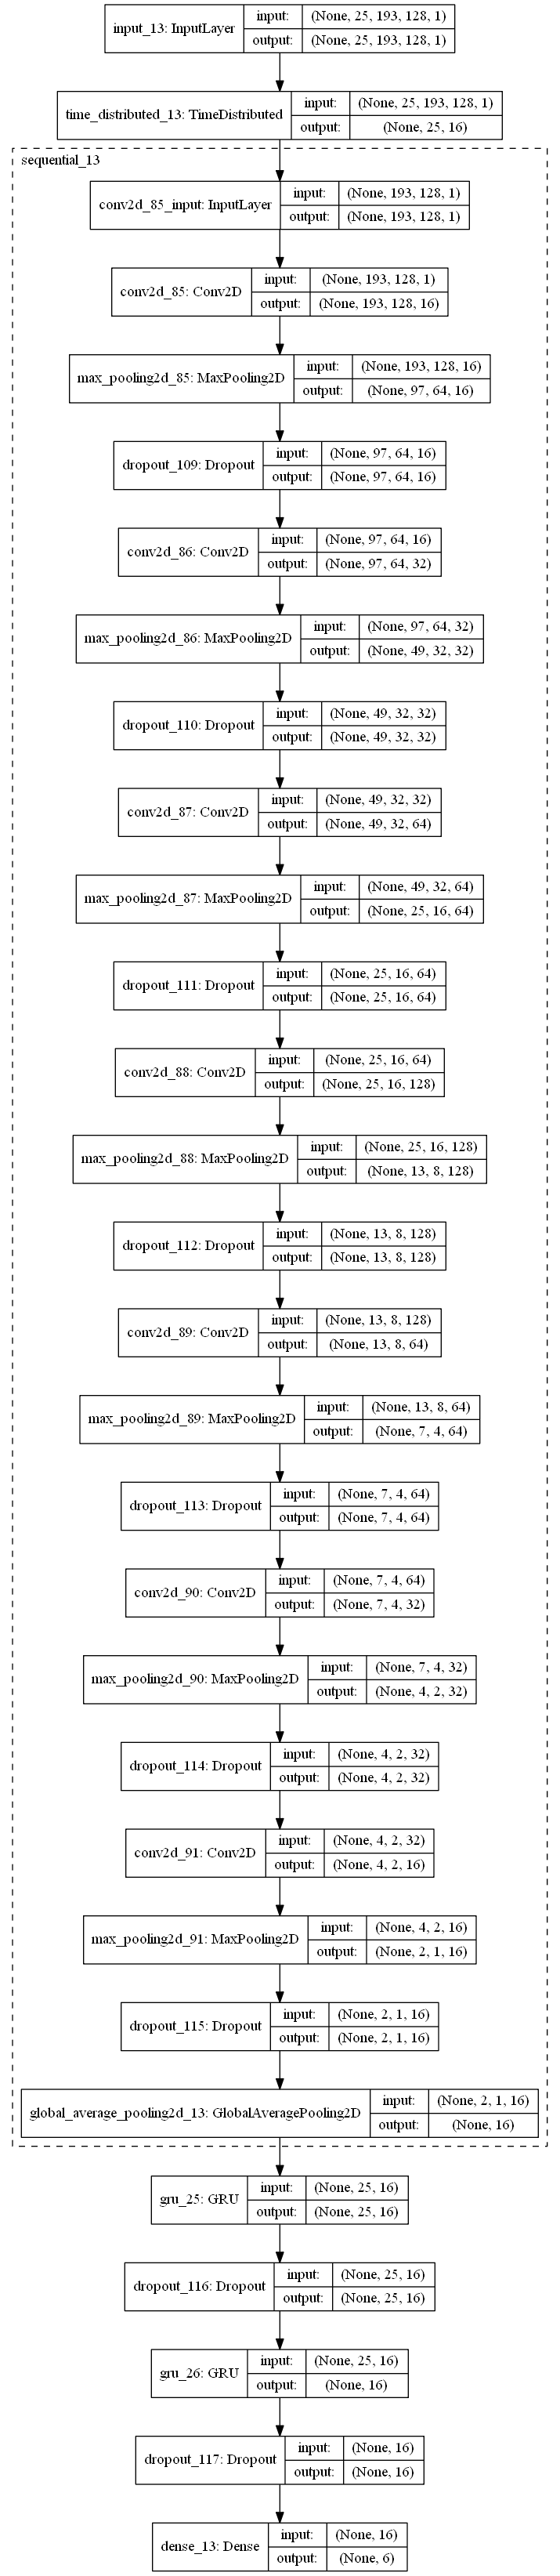 input_13: InputLayer
input: (None, 25, 193, 128, 1)
output: (None, 25, 193, 128, 1)
time_distributed_13: TimeDistributed
input: (None, 25, 193, 128, 1)
output: (None, 25, 16)
sequential_13
conv2d_85_input: InputLayer
input: (None, 193, 128, 1)
output: (None, 193, 128, 1)
conv2d_85: Conv2D
input: (None, 193, 128, 1)
output: (None, 193, 128, 16)
max_pooling2d_85: MaxPooling2D
input: (None, 193, 128, 16)
output: (None, 97, 64, 16)
dropout_109: Dropout
input: (None, 97, 64, 16)
output: (None, 97, 64, 16)
conv2d_86: Conv2D
input: (None, 97, 64, 16)
output: (None, 97, 64, 32)
max_pooling2d_86: MaxPooling2D
input: (None, 97, 64, 32)
output: (None, 49, 32, 32)
dropout_110: Dropout
input: (None, 49, 32, 32)
output: (None, 49, 32, 32)
conv2d_87: Conv2D
input: (None, 49, 32, 32)
output: (None, 49, 32, 64)
max_pooling2d_87: MaxPooling2D
input: (None, 49, 32, 64)
output: (None, 25, 16, 64)
dropout_111: Dropout
input: (None, 25, 16, 64)
output: (None, 25, 16, 64)
conv2d_88: Conv2D
input: (None, 25, 16, 64)
output: (None, 25, 16, 128)
max_pooling2d_88: MaxPooling2D
input: (None, 25, 16, 128)
output: (None, 13, 8, 128)
dropout_112: Dropout
input: (None, 13, 8, 128)
output: (None, 13, 8, 128)
conv2d_89: Conv2D
input: (None, 13, 8, 128)
output: (None, 13, 8, 64)
max_pooling2d_89: MaxPooling2D
input: (None, 13, 8, 64)
output: (None, 7, 4, 64)
dropout_113: Dropout
input: (None, 7, 4, 64)
output: (None, 7, 4, 64)
conv2d_90: Conv2D
input: (None, 7, 4, 64)
output: (None, 7, 4, 32)
max_pooling2d_90: MaxPooling2D
input: (None, 7, 4, 32)
output: (None, 4, 2, 32)
dropout_114: Dropout
input: (None, 4, 2, 32)
output: (None, 4, 2, 32)
conv2d_91: Conv2D
input: (None, 4, 2, 32)
output: (None, 4, 2, 16)
max_pooling2d_91: MaxPooling2D
input: (None, 4, 2, 16)
output: (None, 2, 1, 16)
dropout_115: Dropout
input: (None, 2, 1, 16)
output: (None, 2, 1, 16)
global_average_pooling2d_13: GlobalAveragePooling2D
input: (None, 2, 1, 16)
output: (None, 16)
gru_25: GRU
input: (None, 25, 16)
output: (None, 25, 16)
dropout_116: Dropout
input: (None, 25, 16)
output: (None, 25, 16)
gru_26: GRU
input: (None, 25, 16)
output: (None, 16)
dropout_117: Dropout
input: (None, 16)
output: (None, 16)
dense_13: Dense
input: (None, 16)
output: (None, 6)